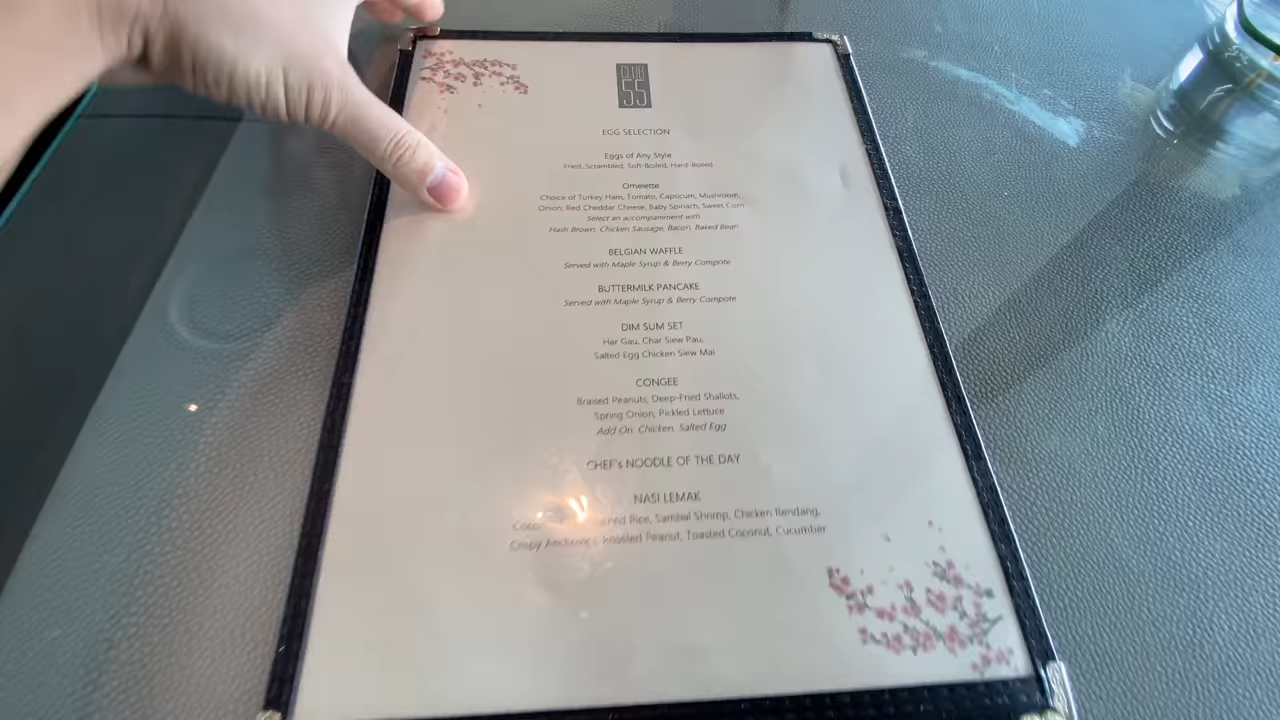 CLUB
55
EGG SELECTION
Eggs of Any Style
Fried, Scrambled, Soft-Boiled, Hard-Boiled
Omelette
Choice of Turkey Ham, Tomato, Capsicum, Mushroom,
Onion, Red Cheddar Cheese, Baby Spinach, Sweet Corn
Select an accompaniment with
Hash Brown, Chicken Sausage, Bacon, Baked Bean
BELGIAN WAFFLE
Served with Maple Syrup & Berry Compote
BUTTERMILK PANCAKE
Served with Maple Syrup & Berry Compote
DIM SUM SET
Har Gau, Char Siew Pau,
Salted Egg Chicken Siew Mai
CONGEE
Braised Peanuts, Deep-Fried Shallots,
Spring Onion, Pickled Lettuce
Add On: Chicken, Salted Egg
CHEF's NOODLE OF THE DAY
NASI LEMAK
Rice, Sambal Shrimp, Chicken Rendang,
Crispy Peanut, Toasted Coconut, Cucumber